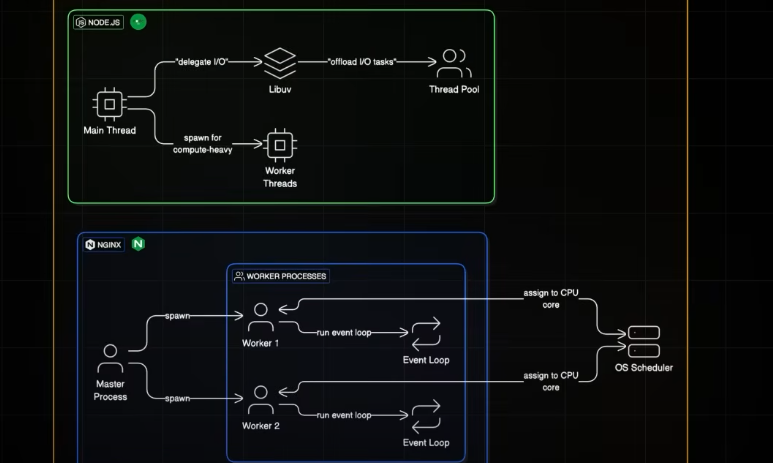 NODE JS
"delegate I/O"
"offload I/O tasks"
Libuv
Thread Pool
Main Thread
spawn for
compute-heavy
Worker
Threads
NGINX
WORKER PROCESSES
assign to CPU
core
spawn
Worker 1
run event loop
Event Loop
OS Scheduler
Master
Process
assign to CPU
core
spawn
Worker 2
run event loop
Event Loop